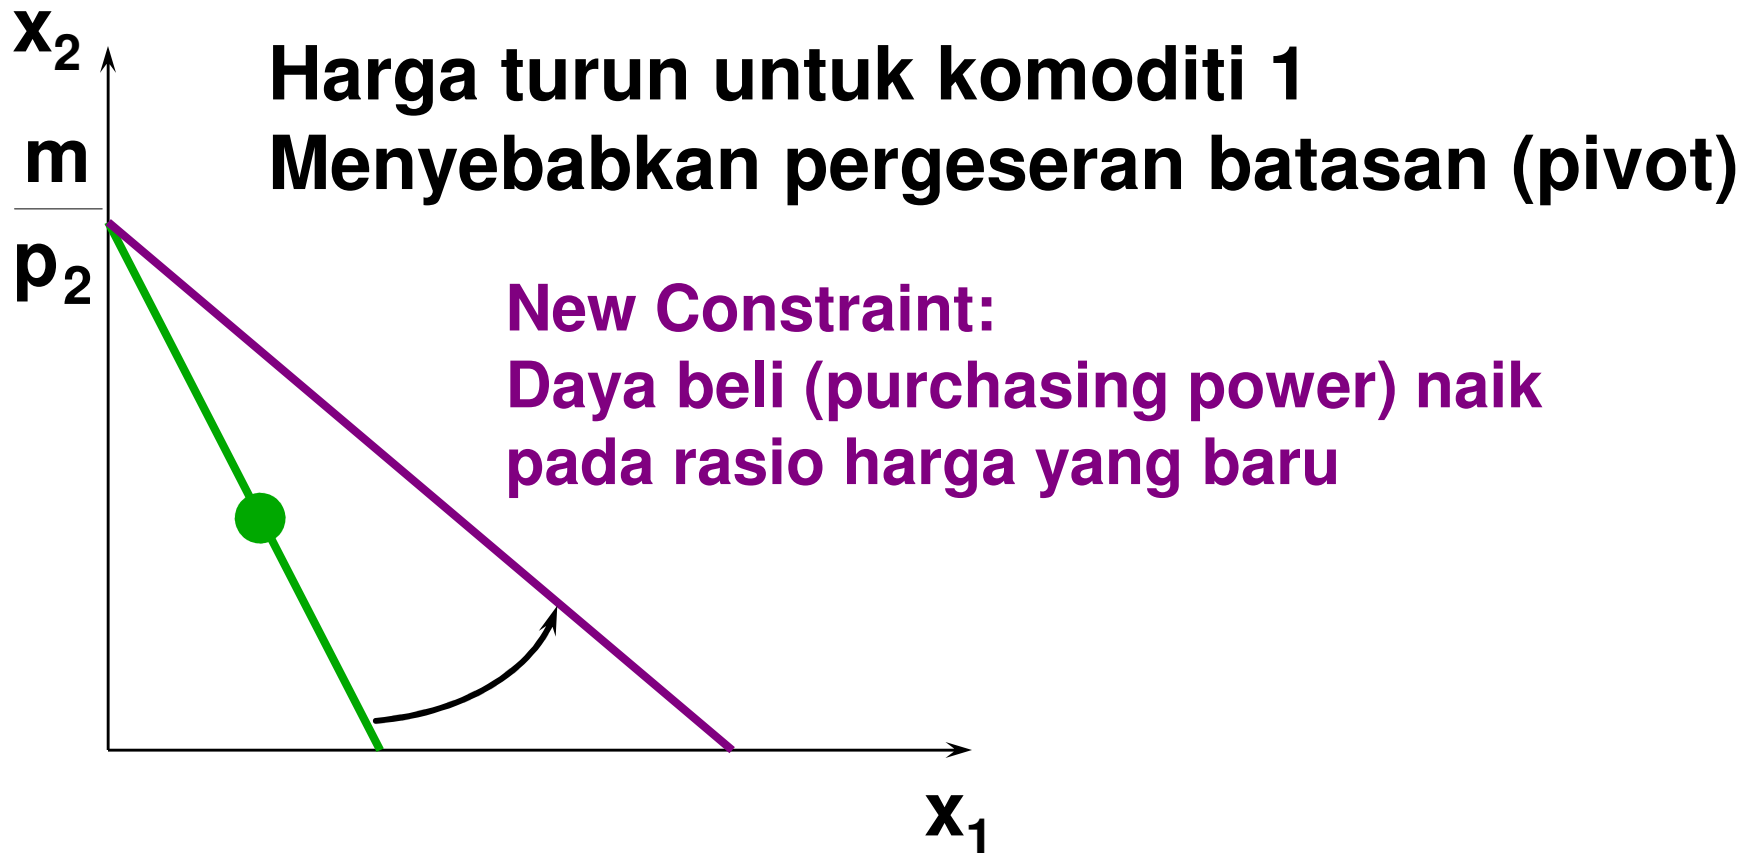 x₂
Harga turun untuk komoditi 1
Menyebabkan pergeseran batasan (pivot)
m
p₂
New Constraint:
Daya beli (purchasing power) naik
pada rasio harga yang baru
x₁